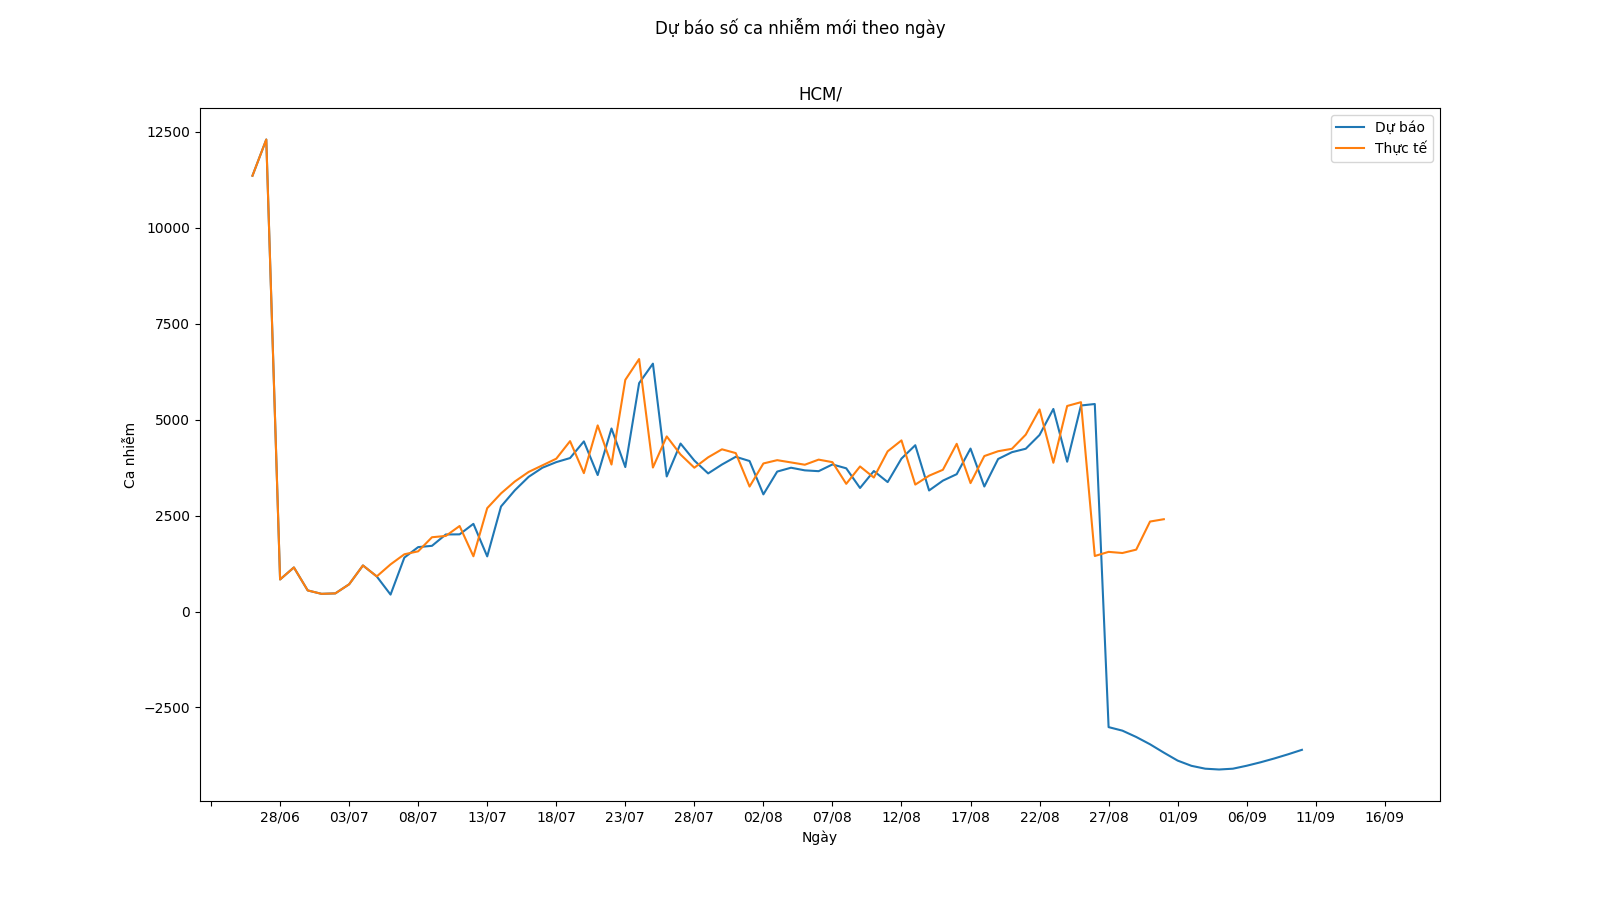 Dự báo số ca nhiễm mới theo ngày
HCM/
Dự báo
Thực tế
12500
10000
7500
5000
2500
0
−2500
Ca nhiễm
28/06 03/07 08/07 13/07 18/07 23/07 28/07 02/08 07/08 12/08 17/08 22/08 27/08 01/09 06/09 11/09 16/09
Ngày